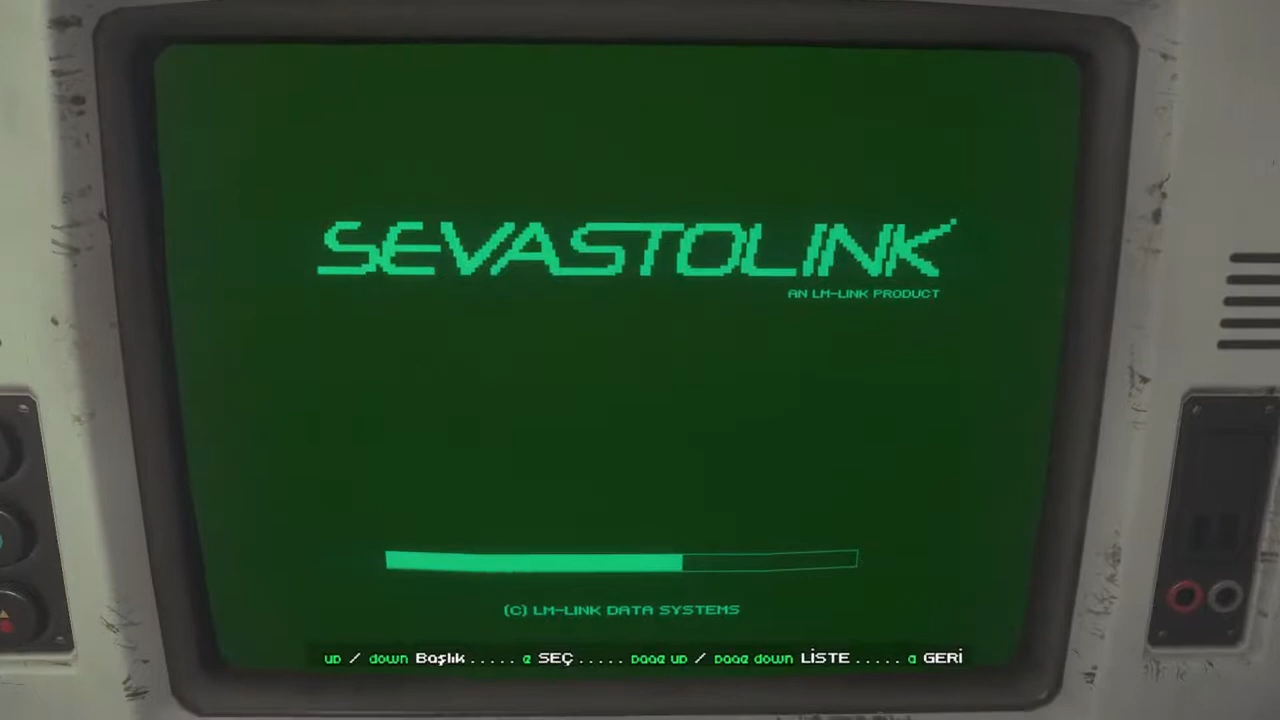 SEVASTOLINK
AN LM-LINK PRODUCT
(C) LM-LINK DATA SYSTEMS
up / down Başlık ..... e SEÇ ..... page up / page down LİSTE ..... q GERİ